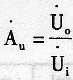 Ȧu = U̇o / U̇i